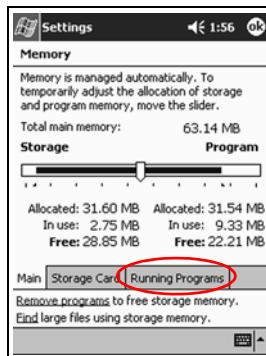 Settings 1:56 ok
Memory
Memory is managed automatically. To
temporarily adjust the allocation of storage
and program memory, move the slider.
Total main memory: 63.14 MB
Storage Program
Allocated: 31.60 MB Allocated: 31.54 MB
In use: 2.75 MB In use: 9.33 MB
Free: 28.85 MB Free: 22.21 MB
Main Storage Card Running Programs
Remove programs to free storage memory.
Find large files using storage memory.